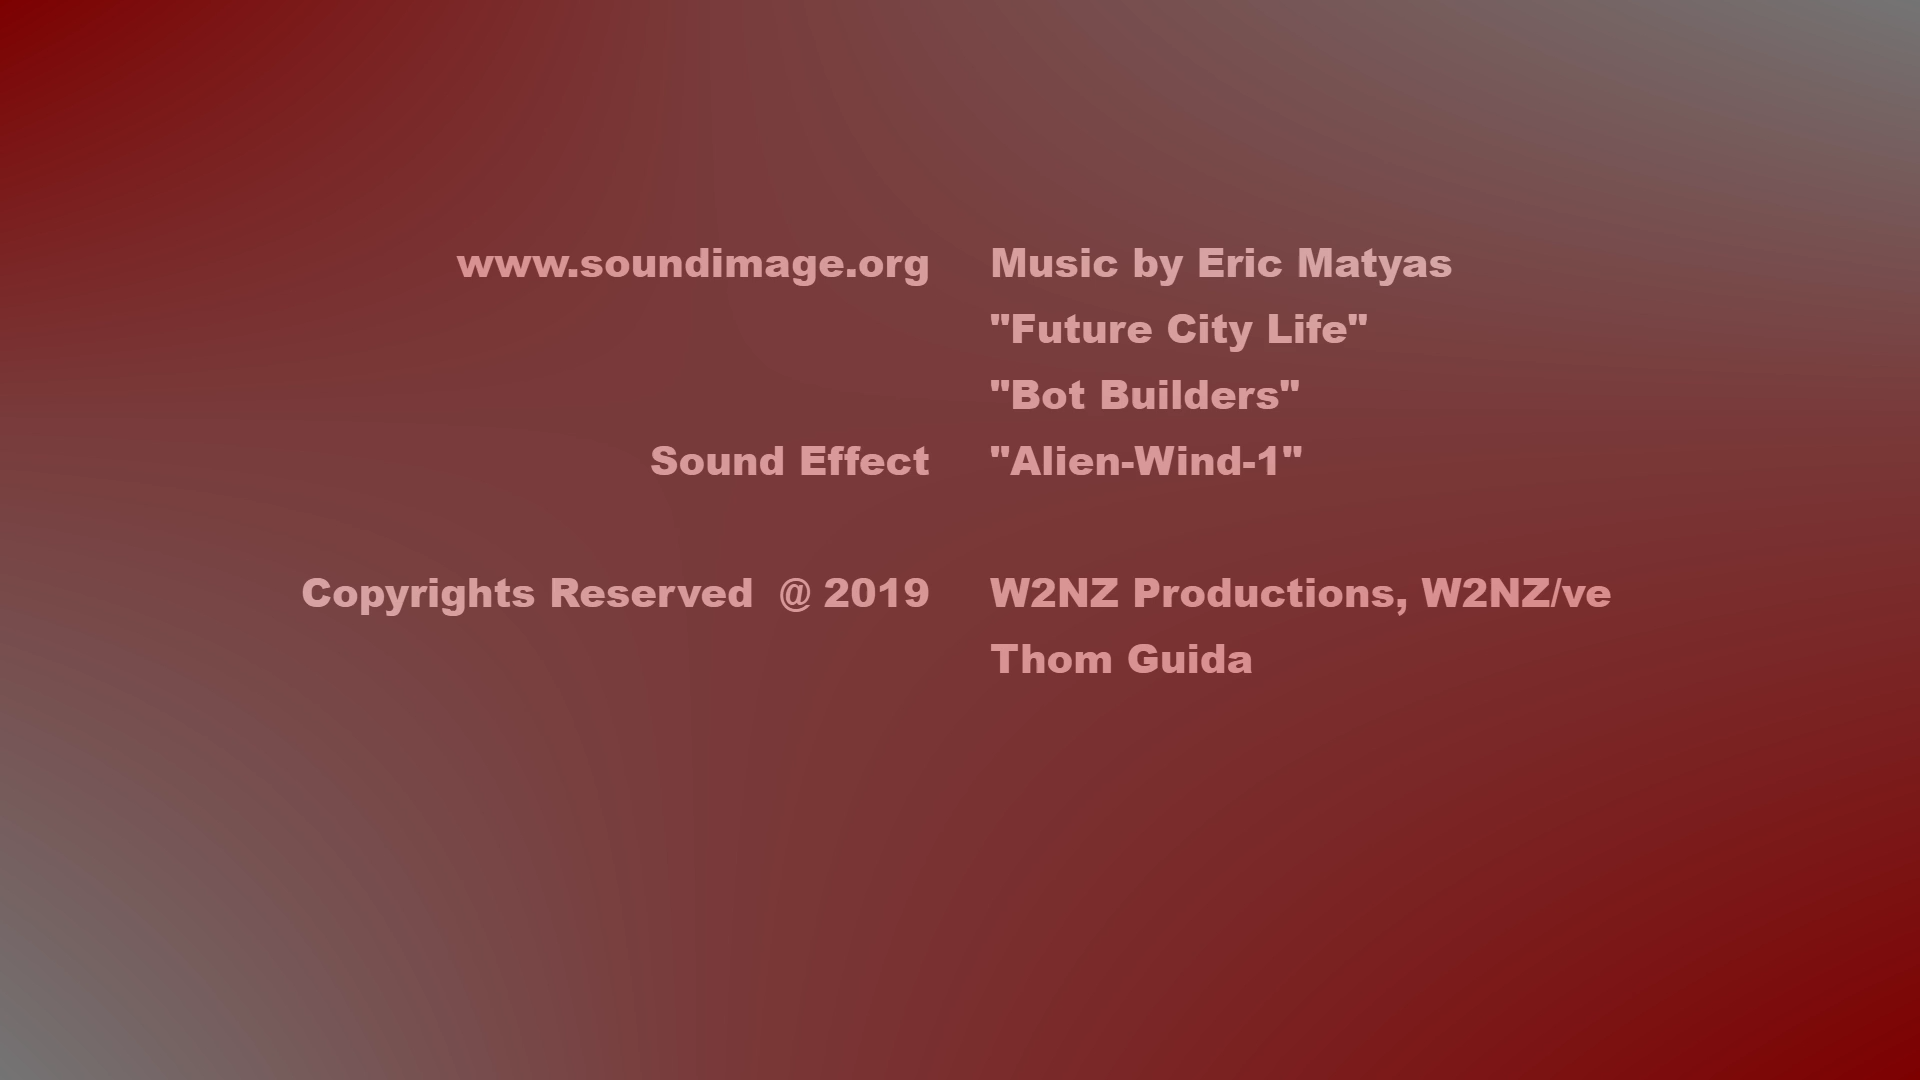 www.soundimage.org Music by Eric Matyas
"Future City Life"
"Bot Builders"
Sound Effect "Alien-Wind-1"
Copyrights Reserved  @ 2019 W2NZ Productions, W2NZ/ve
Thom Guida